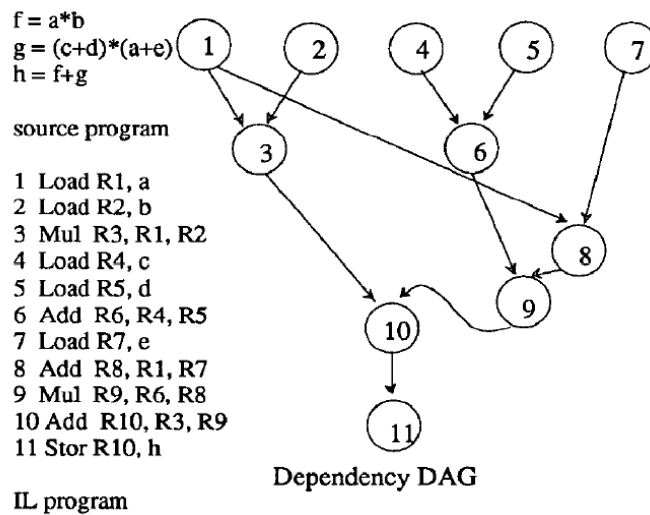 f = a*b
g = (c+d)*(a+e)
h = f+g
source program
1 Load R1, a
2 Load R2, b
3 Mul R3, R1, R2
4 Load R4, c
5 Load R5, d
6 Add R6, R4, R5
7 Load R7, e
8 Add R8, R1, R7
9 Mul R9, R6, R8
10 Add R10, R3, R9
11 Stor R10, h
IL program
1
2
4
5
7
3
6
8
9
10
11
Dependency DAG